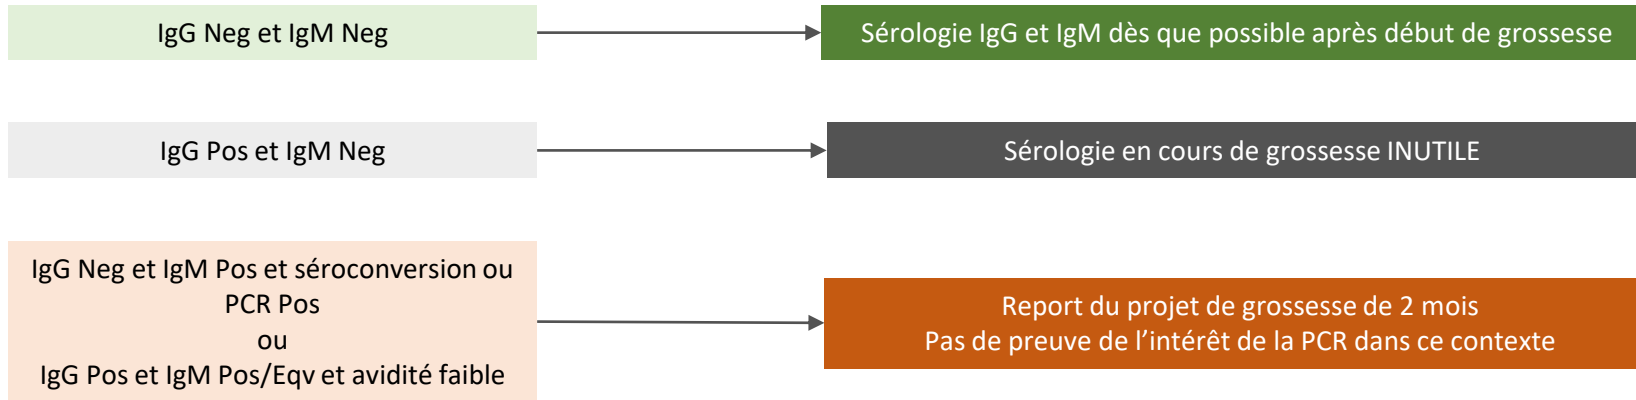 IgG Neg et IgM Neg
Sérologie IgG et IgM dès que possible après début de grossesse
IgG Pos et IgM Neg
Sérologie en cours de grossesse INUTILE
IgG Neg et IgM Pos et séroconversion ou
PCR Pos
ou
IgG Pos et IgM Pos/Eqv et avidité faible
Report du projet de grossesse de 2 mois
Pas de preuve de l’intérêt de la PCR dans ce contexte